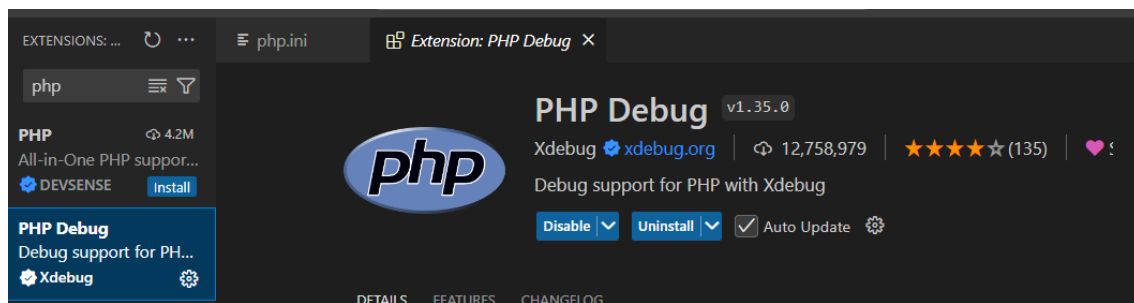 EXTENSIONS: ...
php.ini
Extension: PHP Debug
php
PHP 4.2M
All-in-One PHP suppor...
DEVSENSE Install
PHP Debug
Debug support for PH...
Xdebug
php
PHP Debug v1.35.0
Xdebug xdebug.org 12,758,979 (135) S
Debug support for PHP with Xdebug
Disable Uninstall Auto Update
DETAILS FEATURES CHANGELOG